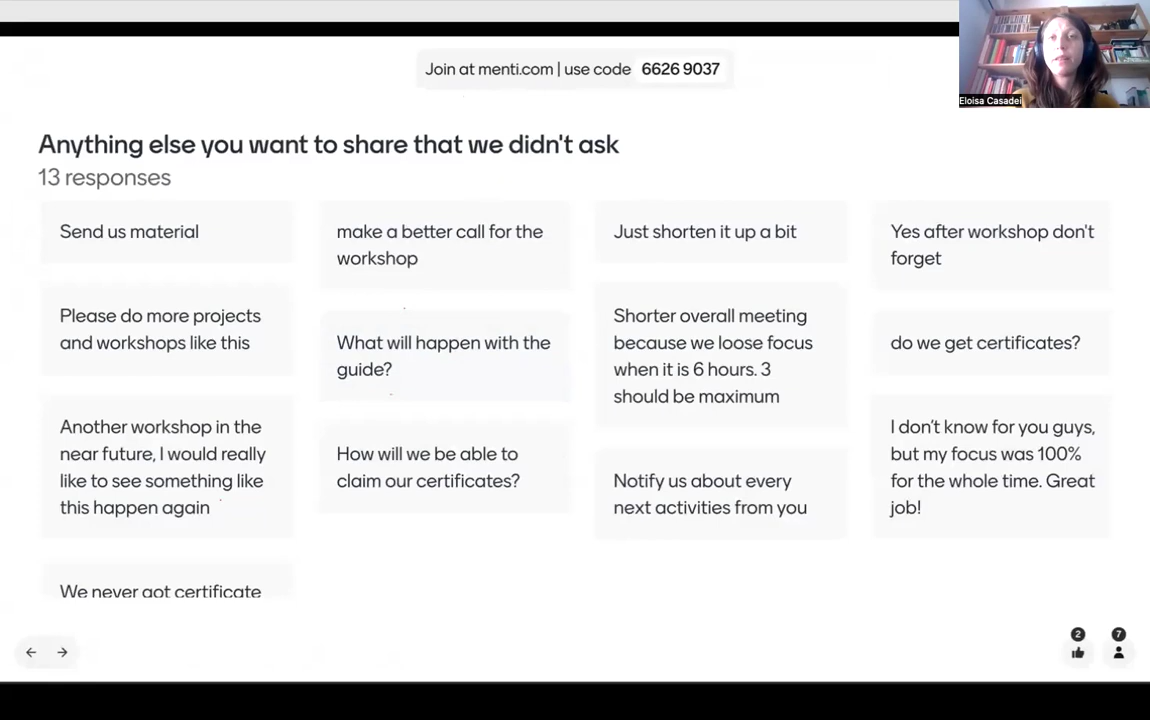 Join at menti.com | use code 6626 9037
Eloisa Casadei
Anything else you want to share that we didn't ask
13 responses
Send us material
Please do more projects
and workshops like this
Another workshop in the
near future, I would really
like to see something like
this happen again
We never got certificate
make a better call for the
workshop
What will happen with the
guide?
How will we be able to
claim our certificates?
Just shorten it up a bit
Shorter overall meeting
because we loose focus
when it is 6 hours. 3
should be maximum
Notify us about every
next activities from you
Yes after workshop don't
forget
do we get certificates?
I don't know for you guys,
but my focus was 100%
for the whole time. Great
job!
2
7